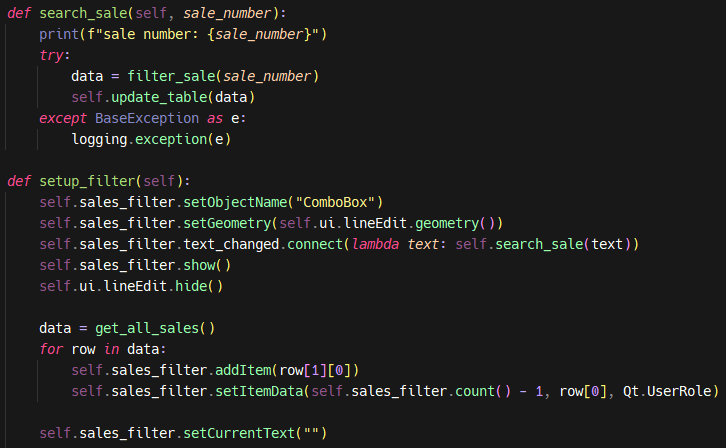 def search_sale(self, sale_number):
    print(f"sale number: {sale_number}")
    try:
        data = filter_sale(sale_number)
        self.update_table(data)
    except BaseException as e:
        logging.exception(e)

def setup_filter(self):
    self.sales_filter.setObjectName("ComboBox")
    self.sales_filter.setGeometry(self.ui.lineEdit.geometry())
    self.sales_filter.text_changed.connect(lambda text: self.search_sale(text))
    self.sales_filter.show()
    self.ui.lineEdit.hide()

    data = get_all_sales()
    for row in data:
        self.sales_filter.addItem(row[1][0])
        self.sales_filter.setItemData(self.sales_filter.count() - 1, row[0], Qt.UserRole)

    self.sales_filter.setCurrentText("")